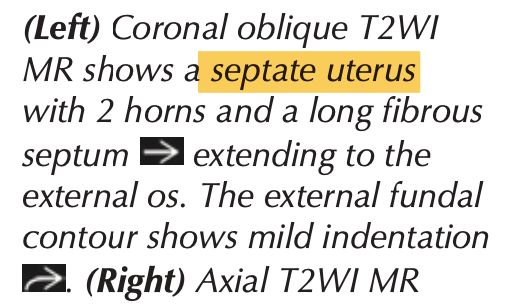 (Left) Coronal oblique T2WI
MR shows a septate uterus
with 2 horns and a long fibrous
septum → extending to the
external os. The external fundal
contour shows mild indentation
↪. (Right) Axial T2WI MR